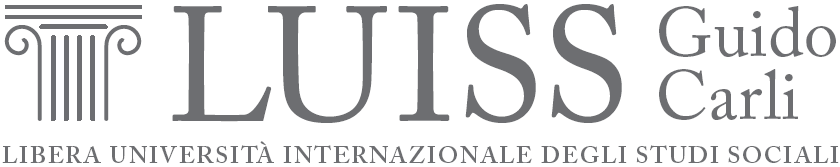 LUISS Guido Carli
LIBERA UNIVERSITÀ INTERNAZIONALE DEGLI STUDI SOCIALI